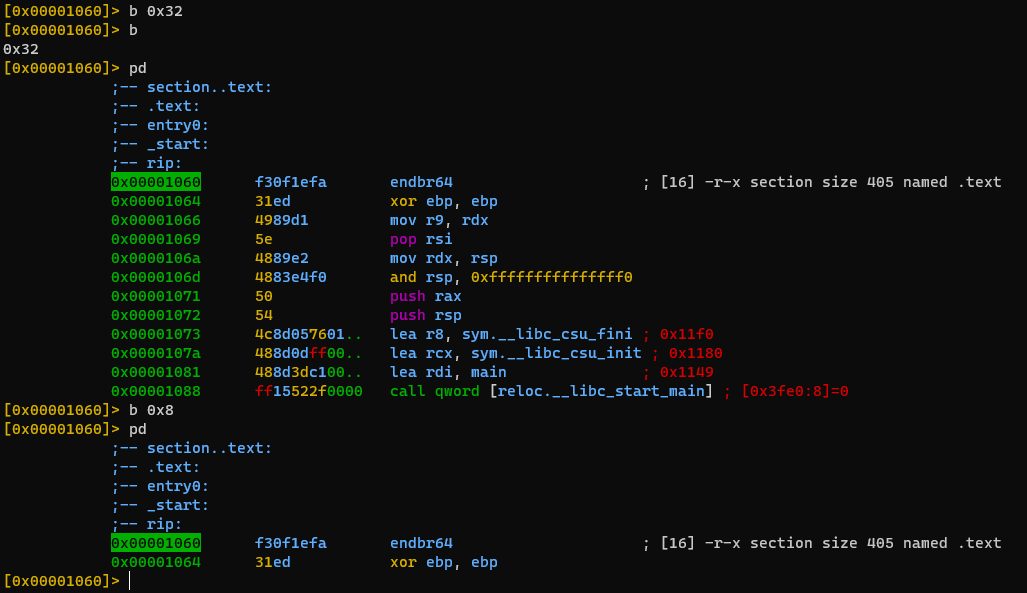 [0x00001060]> b 0x32
[0x00001060]> b
0x32
[0x00001060]> pd
            ;-- section..text:
            ;-- .text:
            ;-- entry0:
            ;-- _start:
            ;-- rip:
            0x00001060      f30f1efa       endbr64                     ; [16] -r-x section size 405 named .text
            0x00001064      31ed           xor ebp, ebp
            0x00001066      4989d1         mov r9, rdx
            0x00001069      5e             pop rsi
            0x0000106a      4889e2         mov rdx, rsp
            0x0000106d      4883e4f0       and rsp, 0xfffffffffffffff0
            0x00001071      50             push rax
            0x00001072      54             push rsp
            0x00001073      4c8d057601..   lea r8, sym.__libc_csu_fini ; 0x11f0
            0x0000107a      488d0dff00..   lea rcx, sym.__libc_csu_init ; 0x1180
            0x00001081      488d3dc100..   lea rdi, main               ; 0x1149
            0x00001088      ff15522f0000   call qword [reloc.__libc_start_main] ; [0x3fe0:8]=0
[0x00001060]> b 0x8
[0x00001060]> pd
            ;-- section..text:
            ;-- .text:
            ;-- entry0:
            ;-- _start:
            ;-- rip:
            0x00001060      f30f1efa       endbr64                     ; [16] -r-x section size 405 named .text
            0x00001064      31ed           xor ebp, ebp
[0x00001060]>